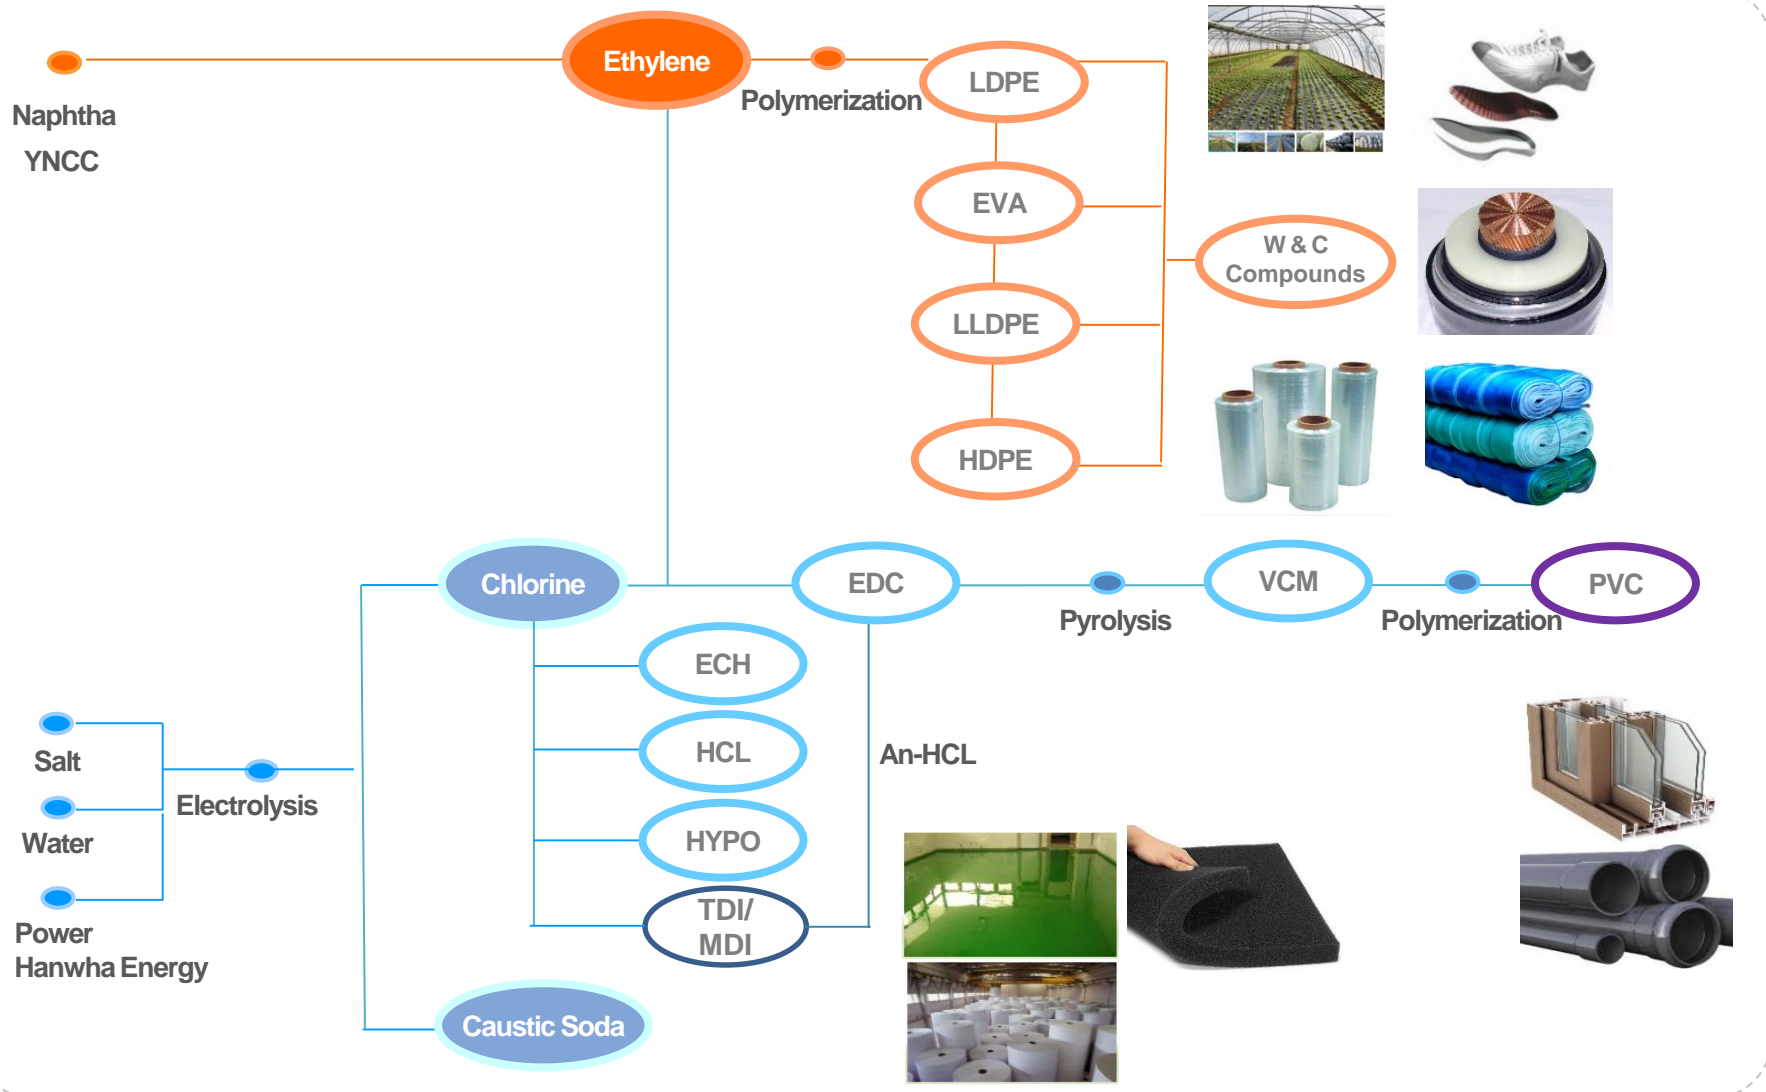 Naphtha
YNCC
Ethylene
Polymerization
LDPE
EVA
LLDPE
HDPE
W & C
Compounds
Chlorine
EDC
Pyrolysis
VCM
Polymerization
PVC
ECH
HCL
HYPO
TDI/
MDI
An-HCL
Salt
Water
Power
Hanwha Energy
Electrolysis
Caustic Soda